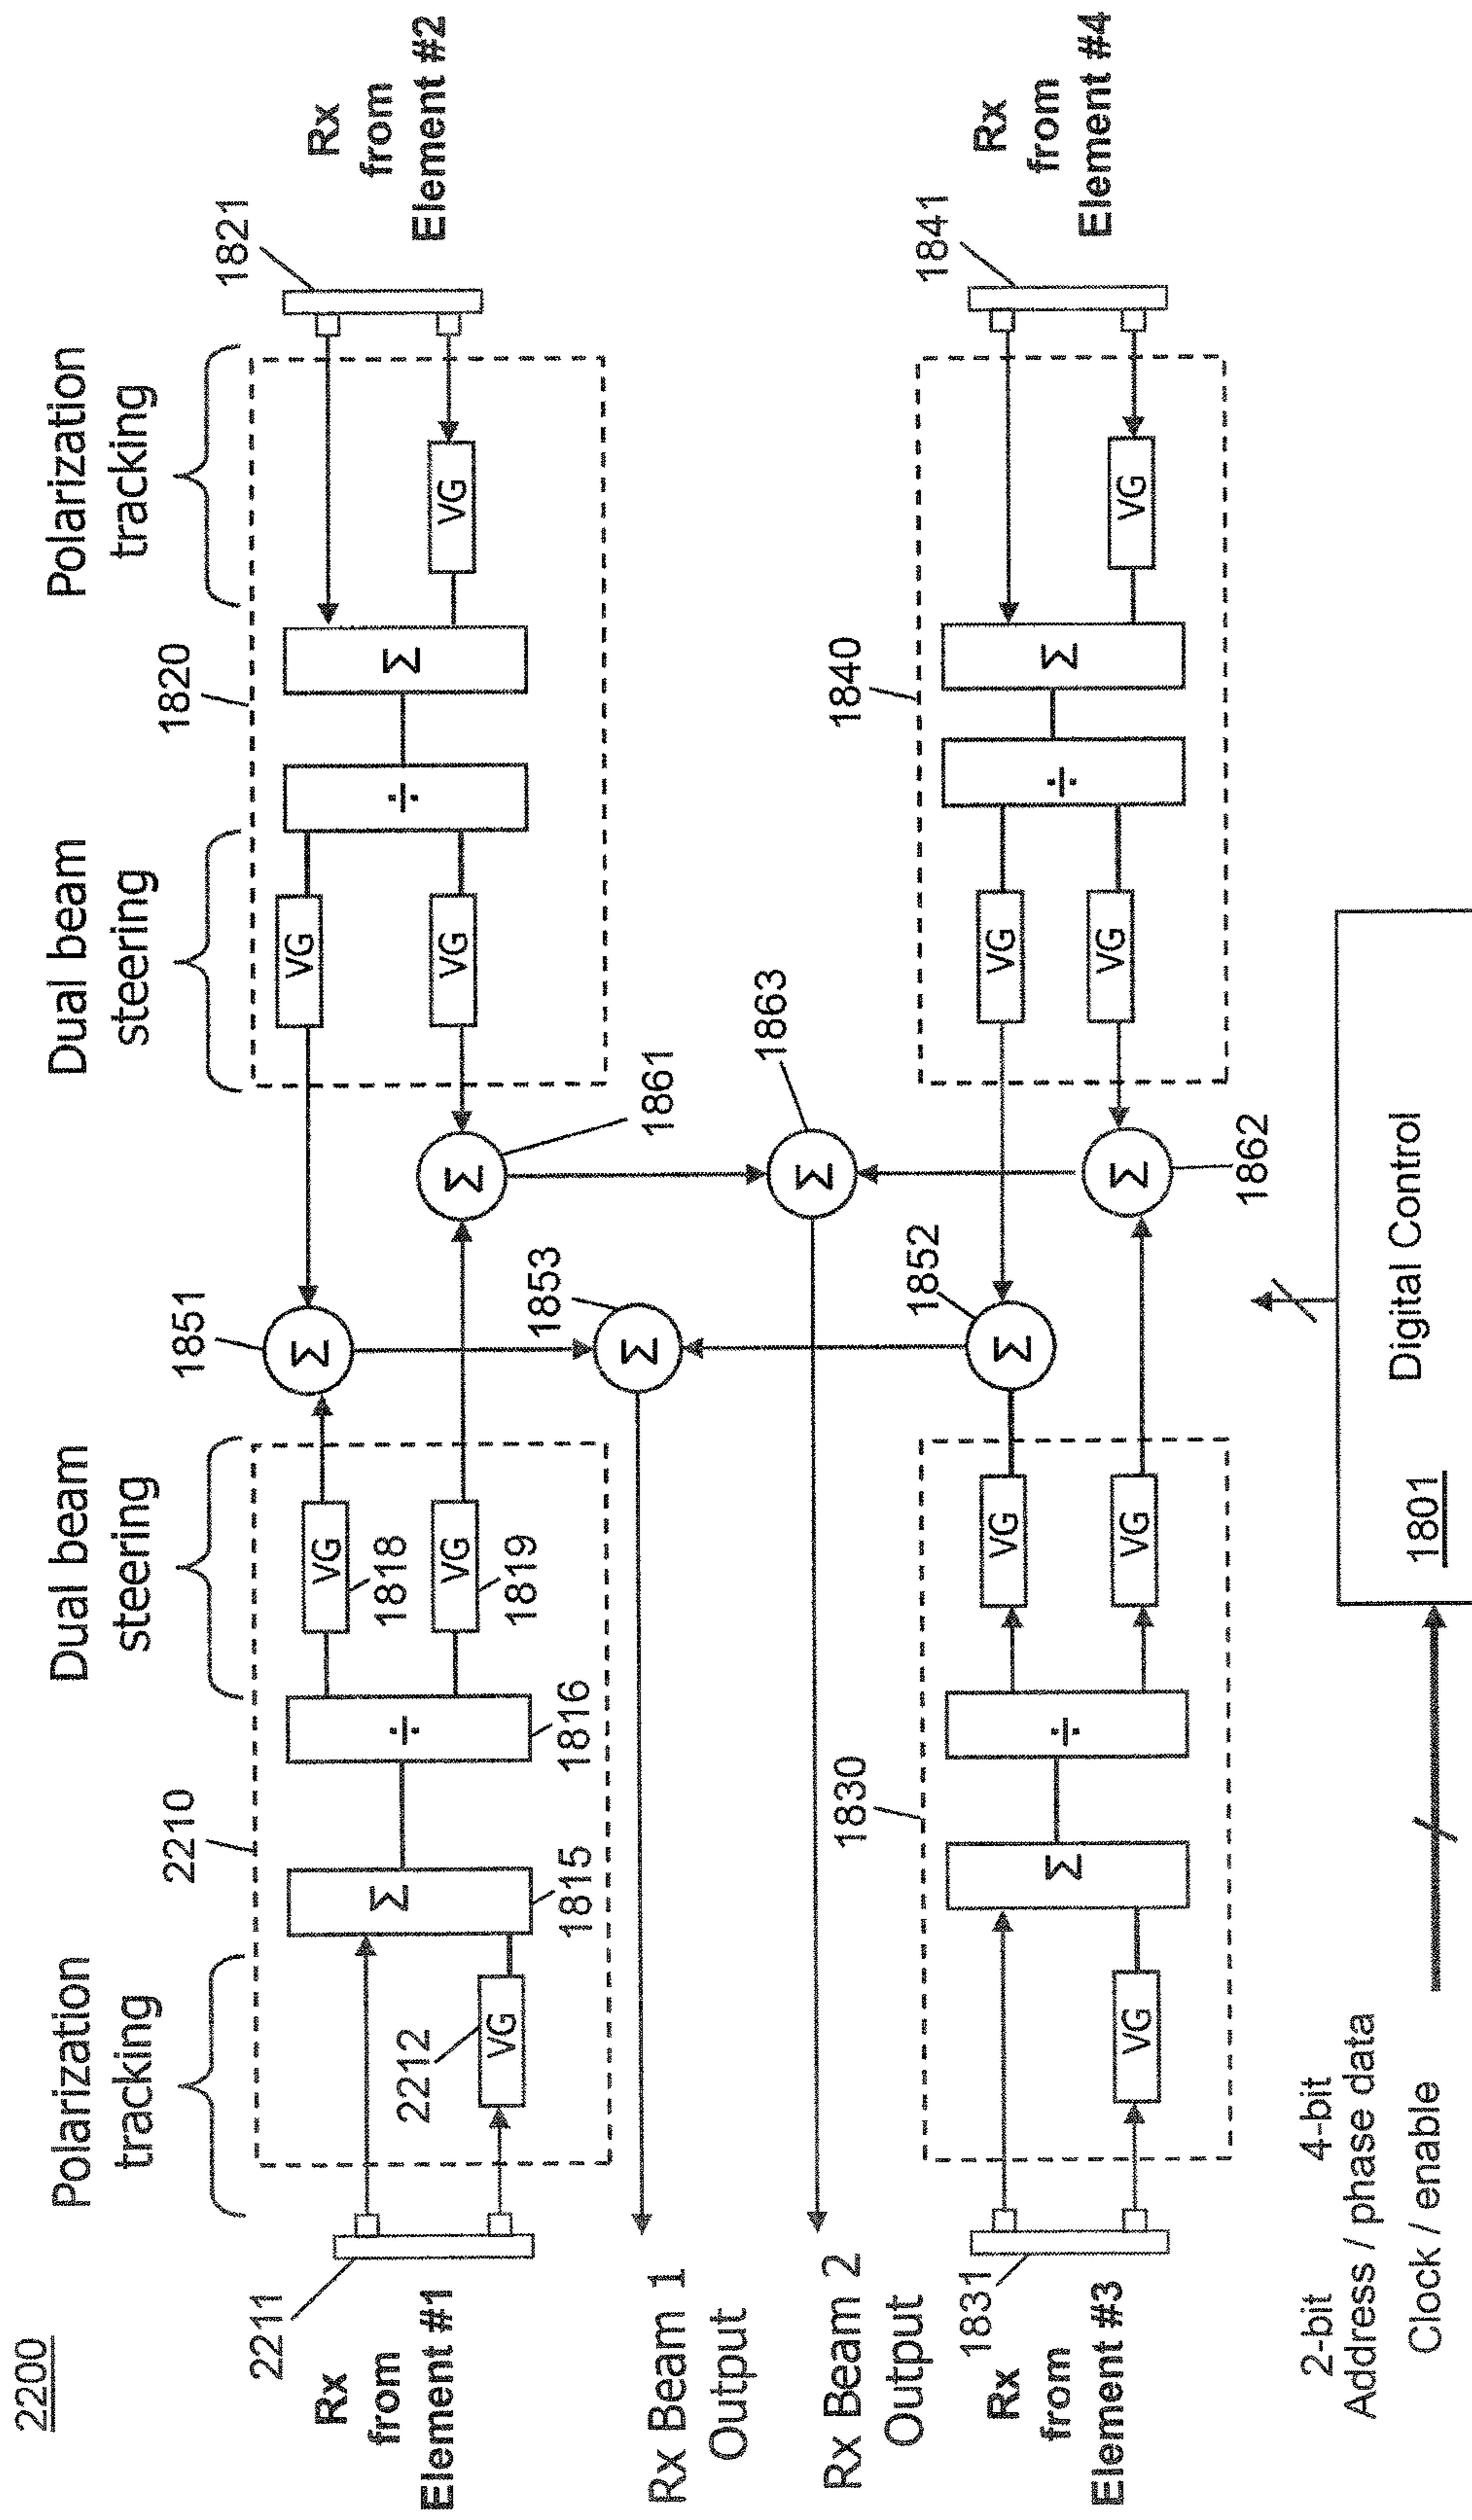 2200
Polarization
tracking
Dual beam
steering
Dual beam
steering
Polarization
tracking
2210
1851
1820
1821
2211
Rx
from
Element #1
2212
VG
Σ
1815
÷
1816
VG
1818
VG
1819
Σ
Σ
1861
VG
VG
÷
Σ
VG
Rx
from
Element #2
Rx Beam 1
Output
1853
Σ
1863
Σ
Rx Beam 2
Output
1830
1852
1840
1841
1831
Rx
from
Element #3
VG
Σ
÷
VG
VG
Σ
Σ
1862
VG
VG
÷
Σ
VG
Rx
from
Element #4
2-bit 4-bit
Address / phase data
Clock / enable
Digital Control
1801